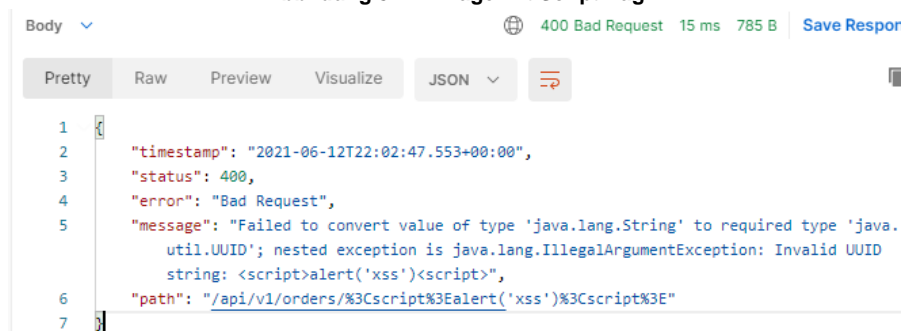 Body
400 Bad Request 15 ms 785 B Save Respon
Pretty Raw Preview Visualize JSON
1 {
2 "timestamp": "2021-06-12T22:02:47.553+00:00",
3 "status": 400,
4 "error": "Bad Request",
5 "message": "Failed to convert value of type 'java.lang.String' to required type 'java.
util.UUID'; nested exception is java.lang.IllegalArgumentException: Invalid UUID
string: <script>alert('xss')<script>",
6 "path": "/api/v1/orders/%3Cscript%3Ealert('xss')%3Cscript%3E"
7 }